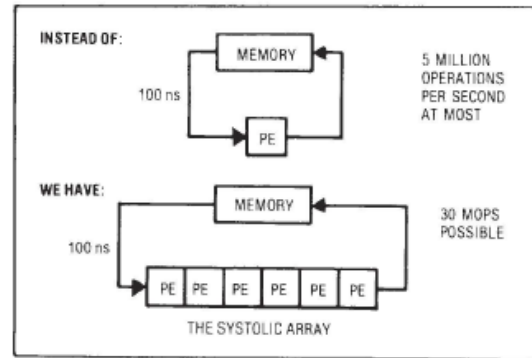 INSTEAD OF:
MEMORY
100 ns
PE
5 MILLION
OPERATIONS
PER SECOND
AT MOST
WE HAVE:
MEMORY
100 ns
PE PE PE PE PE PE
30 MOPS
POSSIBLE
THE SYSTOLIC ARRAY